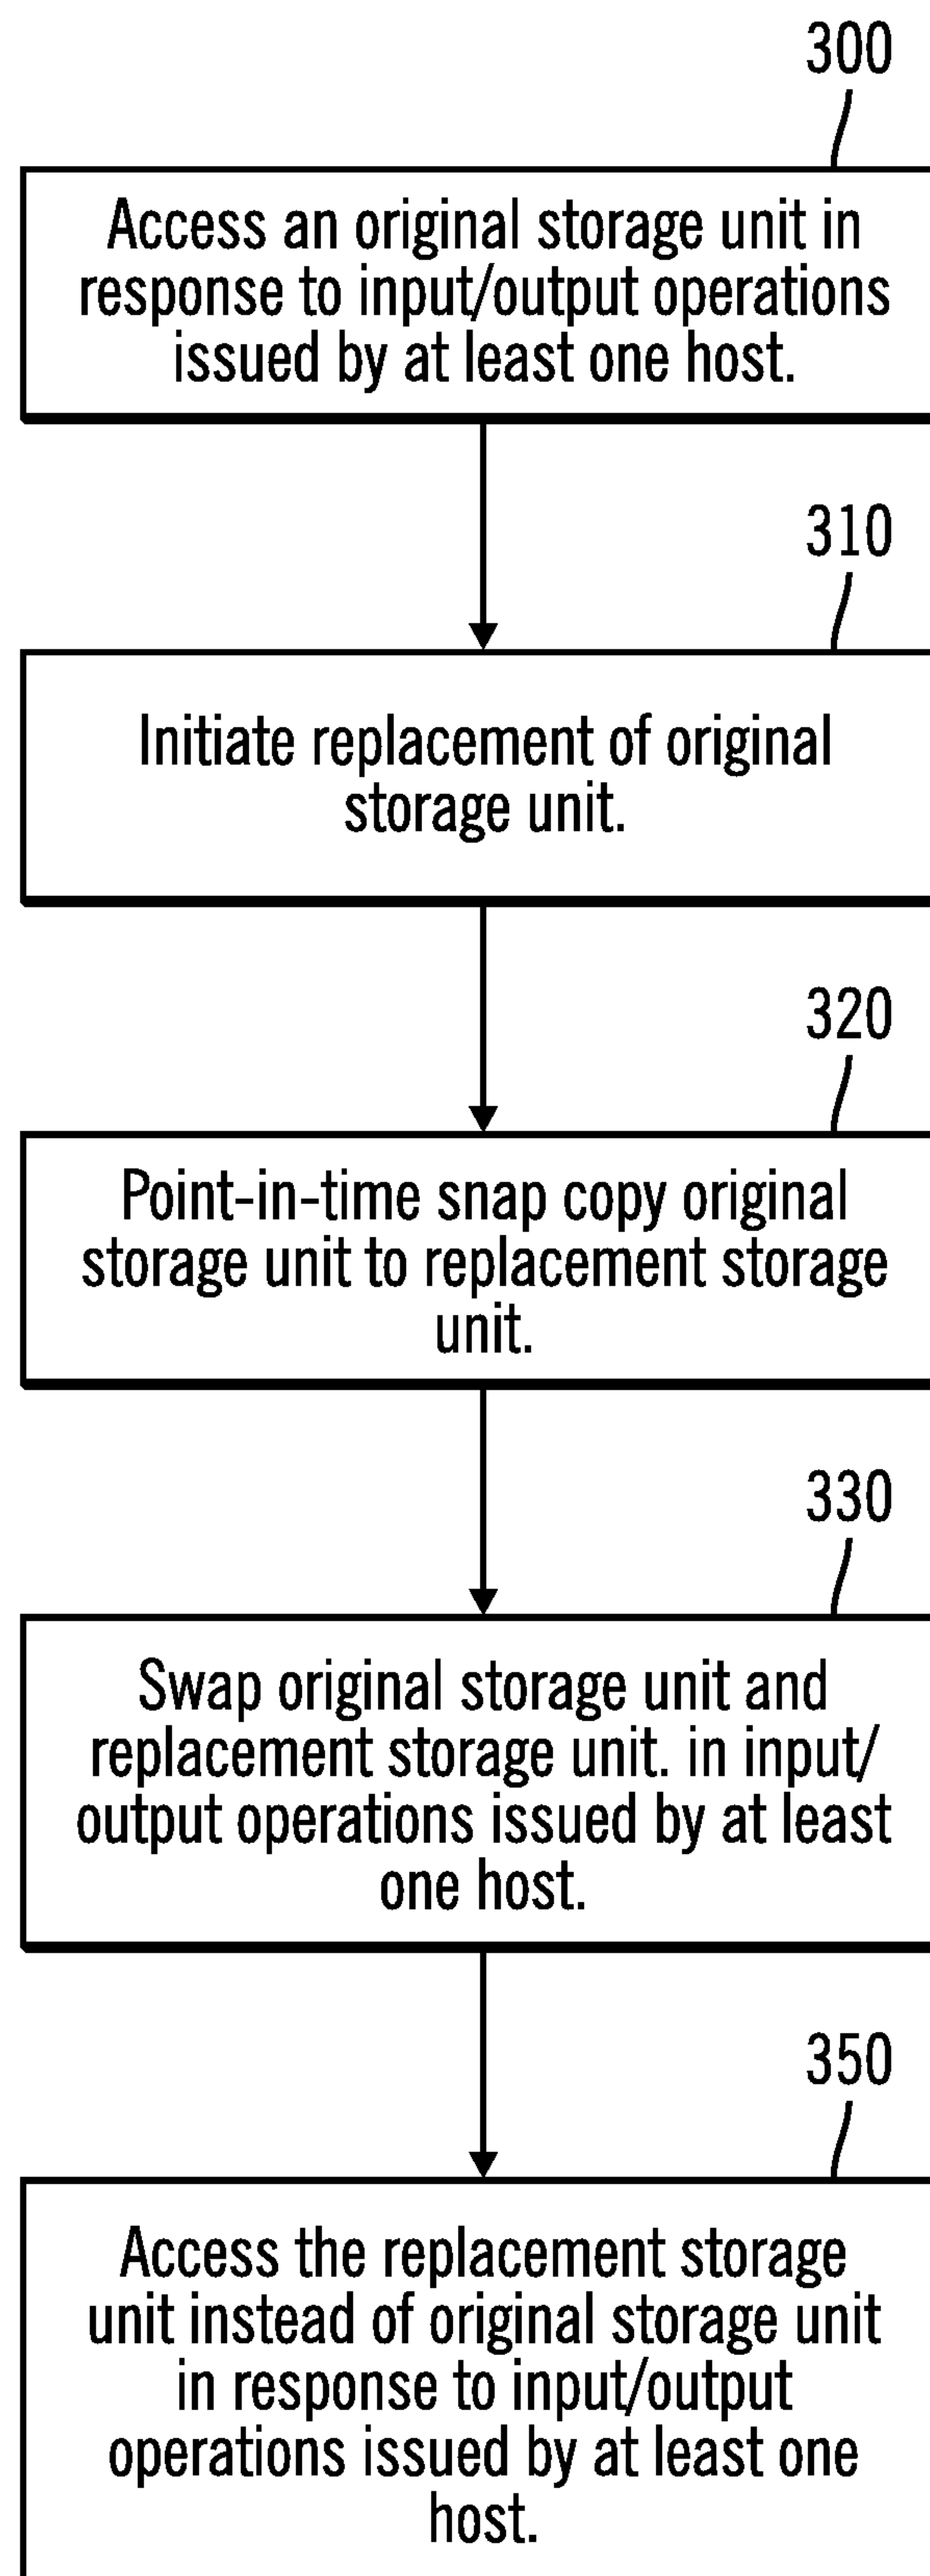 300
Access an original storage unit in
response to input/output operations
issued by at least one host.
310
Initiate replacement of original
storage unit.
320
Point-in-time snap copy original
storage unit to replacement storage
unit.
330
Swap original storage unit and
replacement storage unit. in input/
output operations issued by at least
one host.
350
Access the replacement storage
unit instead of original storage unit
in response to input/output
operations issued by at least one
host.